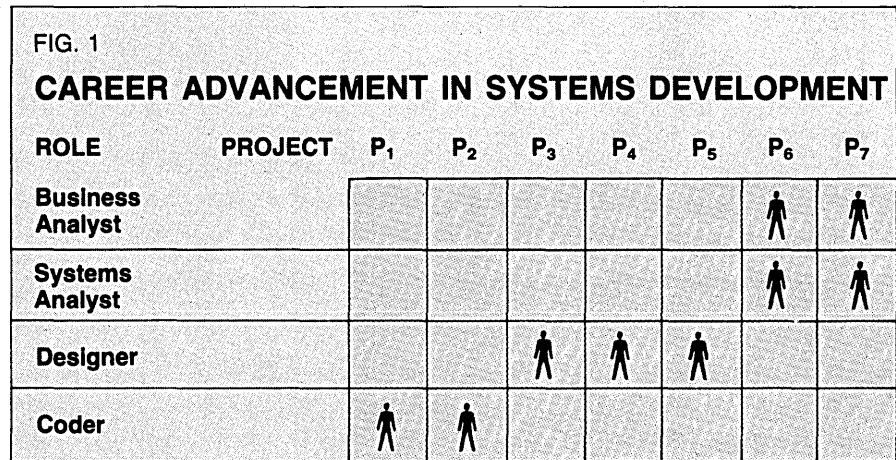 FIG. 1
CAREER ADVANCEMENT IN SYSTEMS DEVELOPMENT
ROLE PROJECT P₁ P₂ P₃ P₄ P₅ P₆ P₇
Business
Analyst
Systems
Analyst
Designer
Coder